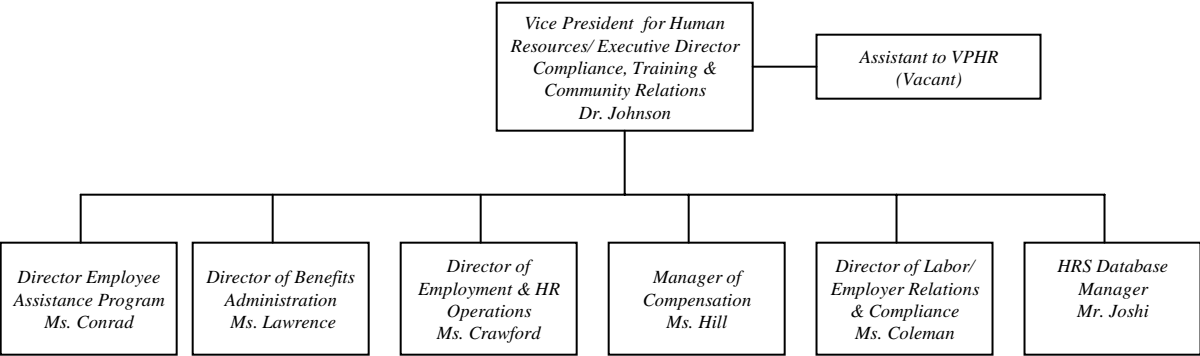 Vice President for Human
Resources/ Executive Director
Compliance, Training &
Community Relations
Dr. Johnson
Assistant to VPHR
(Vacant)
Director Employee
Assistance Program
Ms. Conrad
Director of Benefits
Administration
Ms. Lawrence
Director of
Employment & HR
Operations
Ms. Crawford
Manager of
Compensation
Ms. Hill
Director of Labor/
Employer Relations
& Compliance
Ms. Coleman
HRS Database
Manager
Mr. Joshi